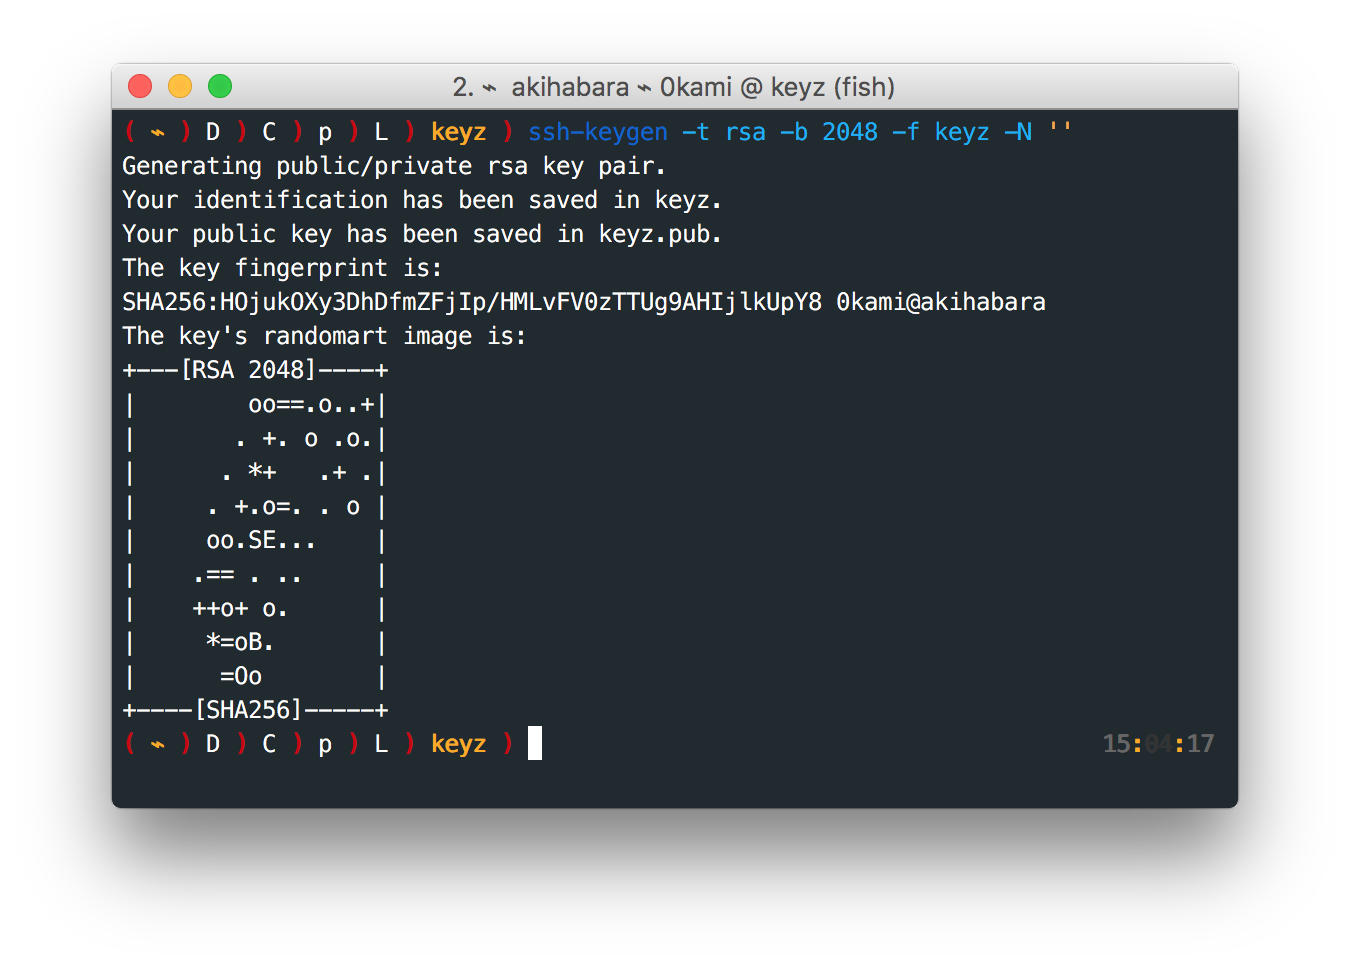 2. ⌁ akihabara ⌁ 0kami @ keyz (fish)
( ⌁ ) D ) C ) p ) L ) keyz ) ssh-keygen -t rsa -b 2048 -f keyz -N ''
Generating public/private rsa key pair.
Your identification has been saved in keyz.
Your public key has been saved in keyz.pub.
The key fingerprint is:
SHA256:HOjukOXy3DhDfmZFjIp/HMLvFV0zTTUg9AHIjlkUpY8 0kami@akihabara
The key's randomart image is:
+---[RSA 2048]----+
|        oo==.o..+|
|       . +. o .o.|
|      . *+   .+ .|
|     . +.o=. . o |
|     oo.SE...    |
|    .== . ..     |
|    ++o+ o.      |
|     *=oB.       |
|      =Oo        |
+----[SHA256]-----+
( ⌁ ) D ) C ) p ) L ) keyz ) 15:04:17